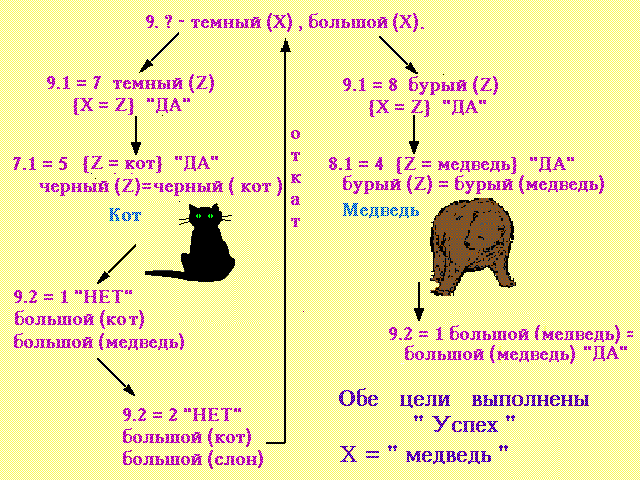 9. ? - темный (X) , большой (X).
9.1 = 7 темный (Z)
{X = Z} "ДА"
7.1 = 5 {Z = кот} "ДА"
черный (Z)=черный ( кот )
Кот
9.2 = 1 "НЕТ"
большой (кот)
большой (медведь)
9.2 = 2 "НЕТ"
большой (кот)
большой (слон)
откат
9.1 = 8 бурый (Z)
{X = Z} "ДА"
8.1 = 4 {Z = медведь} "ДА"
бурый (Z) = бурый (медведь)
Медведь
9.2 = 1 большой (медведь) =
большой (медведь) "ДА"
Обе цели выполнены
" Успех "
X = " медведь "